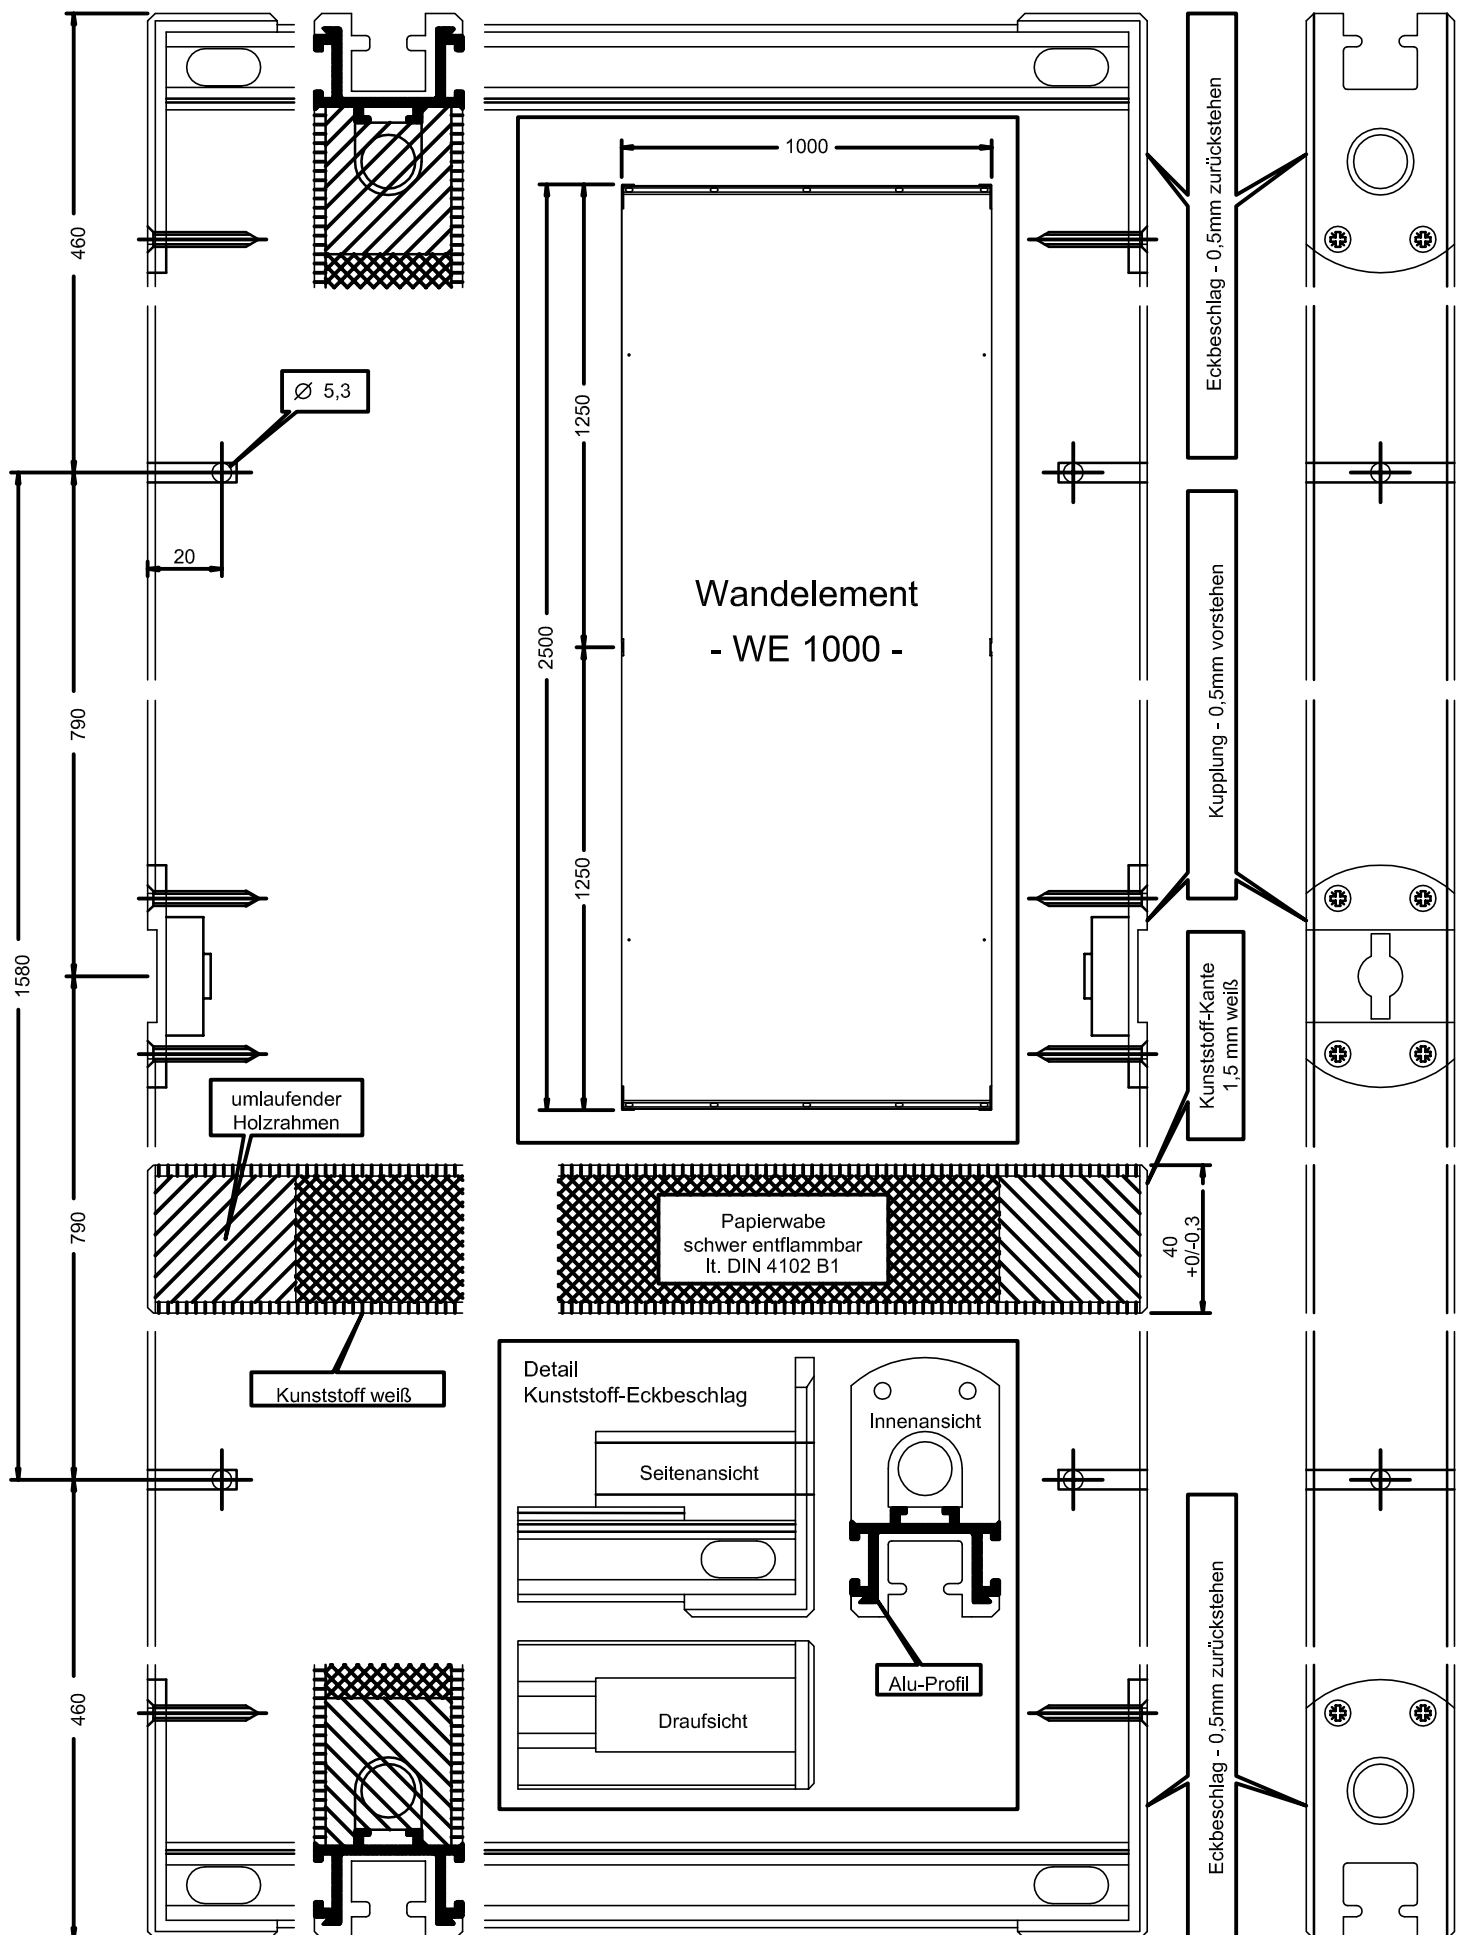 1000
460
Eckbeschlag - 0,5mm zurückstehen
Ø 5,3
1250
20
2500
Wandelement
- WE 1000 -
790
Kupplung - 0,5mm vorstehen
1250
1580
Kunststoff-Kante
1,5 mm weiß
umlaufender
Holzrahmen
790
Papierwabe
schwer entflammbar
lt. DIN 4102 B1
40
+0/-0,3
Kunststoff weiß
Detail
Kunststoff-Eckbeschlag
Innenansicht
Seitenansicht
Alu-Profil
Draufsicht
460
Eckbeschlag - 0,5mm zurückstehen